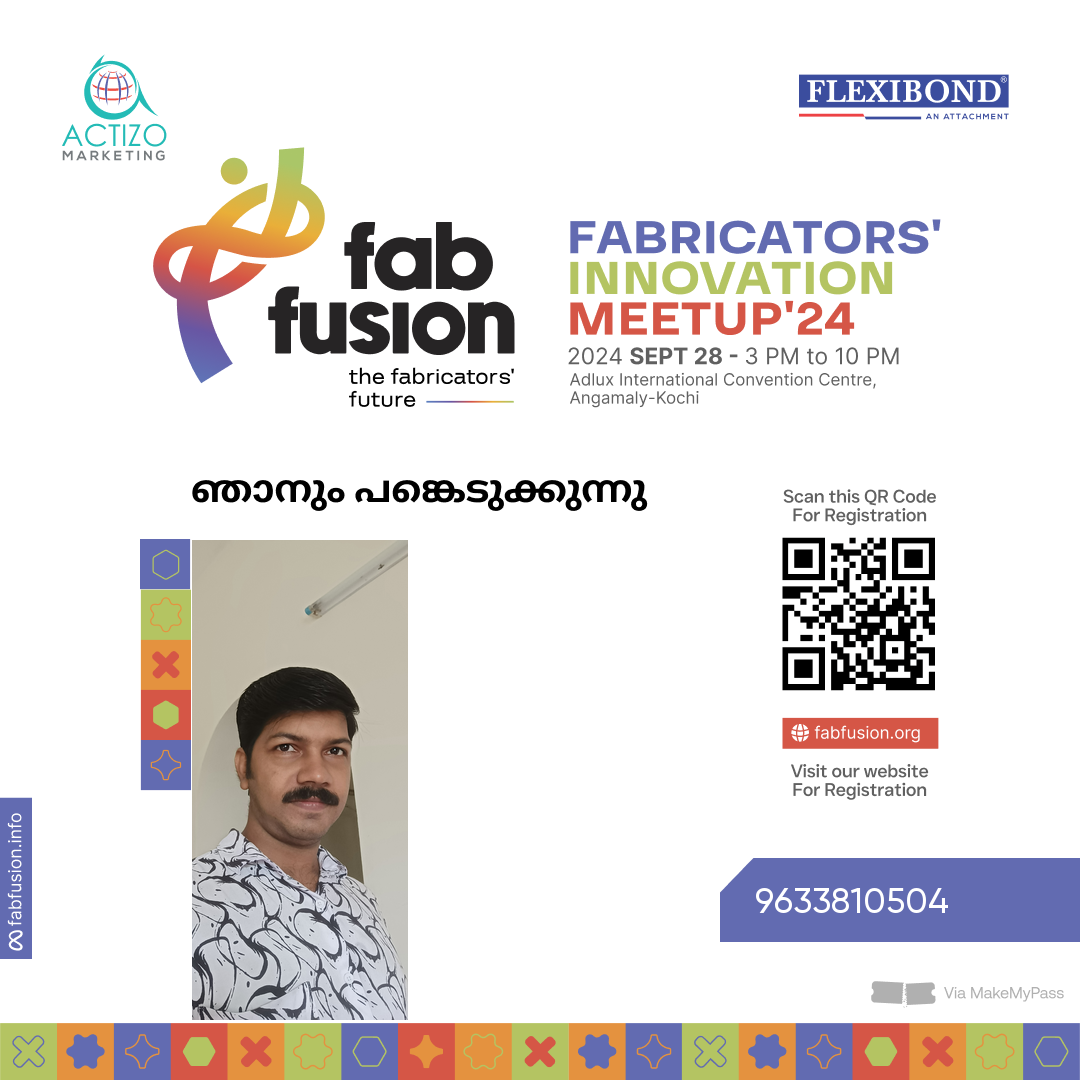 ACTIZO
MARKETING
FLEXIBOND®
AN ATTACHMENT
fab
fusion
the fabricators'
future
FABRICATORS'
INNOVATION
MEETUP'24
2024 SEPT 28 - 3 PM to 10 PM
Adlux International Convention Centre,
Angamaly-Kochi
ഞാനും പങ്കെടുക്കുന്നു
Scan this QR Code
For Registration
fabfusion.org
Visit our website
For Registration
fabfusion.info
9633810504
Via MakeMyPass